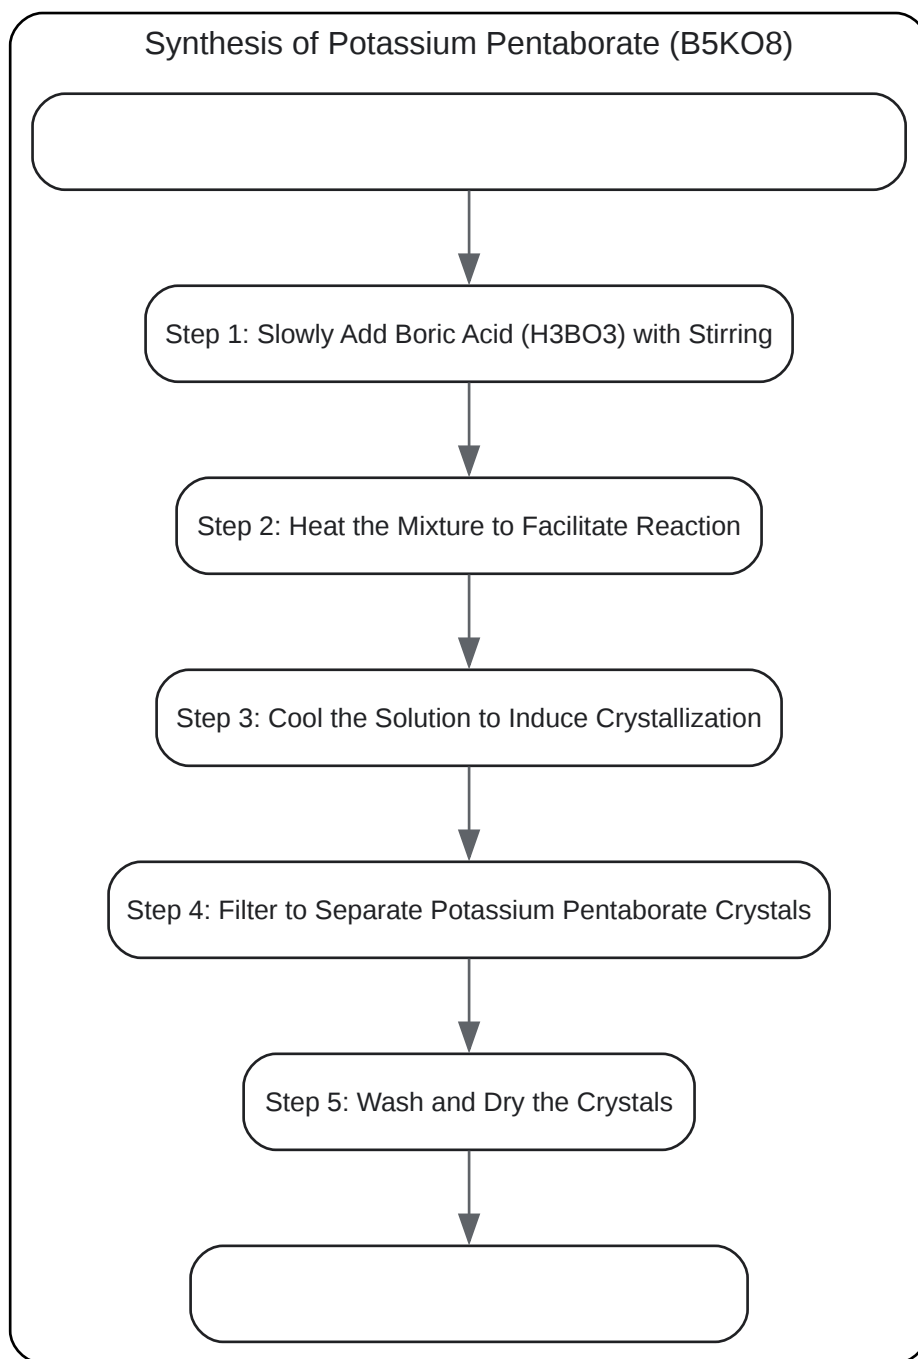 Synthesis of Potassium Pentaborate (B5KO8)
Step 1: Slowly Add Boric Acid (H3BO3) with Stirring
Step 2: Heat the Mixture to Facilitate Reaction
Step 3: Cool the Solution to Induce Crystallization
Step 4: Filter to Separate Potassium Pentaborate Crystals
Step 5: Wash and Dry the Crystals